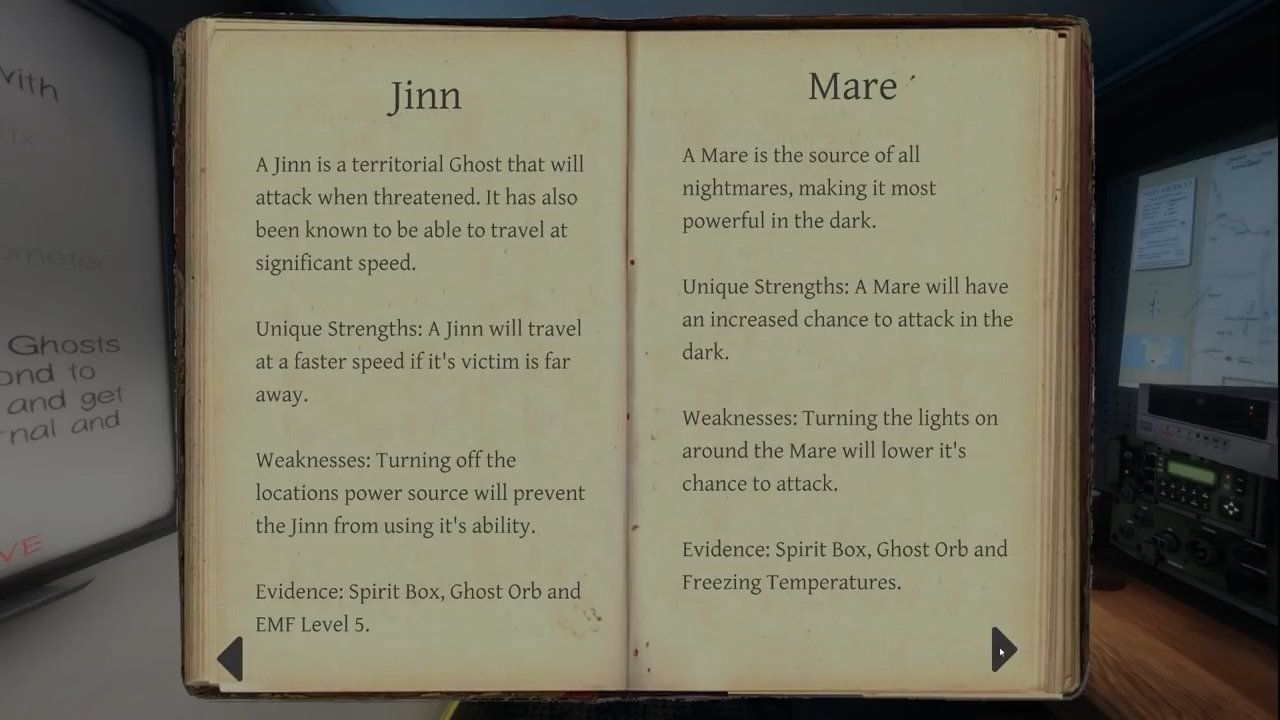 with
Ghosts
ond to
and get
rnal and
VE
Jinn
A Jinn is a territorial Ghost that will
attack when threatened. It has also
been known to be able to travel at
significant speed.
Unique Strengths: A Jinn will travel
at a faster speed if it's victim is far
away.
Weaknesses: Turning off the
locations power source will prevent
the Jinn from using it's ability.
Evidence: Spirit Box, Ghost Orb and
EMF Level 5.
Mare
A Mare is the source of all
nightmares, making it most
powerful in the dark.
Unique Strengths: A Mare will have
an increased chance to attack in the
dark.
Weaknesses: Turning the lights on
around the Mare will lower it's
chance to attack.
Evidence: Spirit Box, Ghost Orb and
Freezing Temperatures.